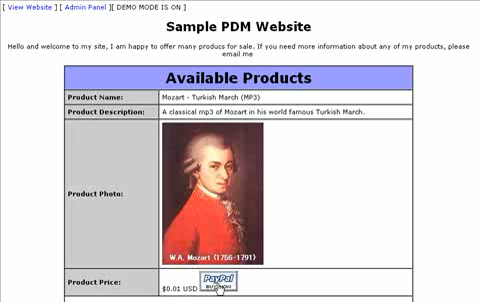 [ View Website ] [ Admin Panel ][ DEMO MODE IS ON ]
Sample PDM Website
Hello and welcome to my site, I am happy to offer many producs for sale. If you need more information about any of my products, please
email me
Available Products
Product Name: Mozart - Turkish March (MP3)
Product Description: A classical mp3 of Mozart in his world famous Turkish March.
Product Photo:
W.A. Mozart (1756-1791)
Product Price: $0.01 USD PayPal
BUY NOW